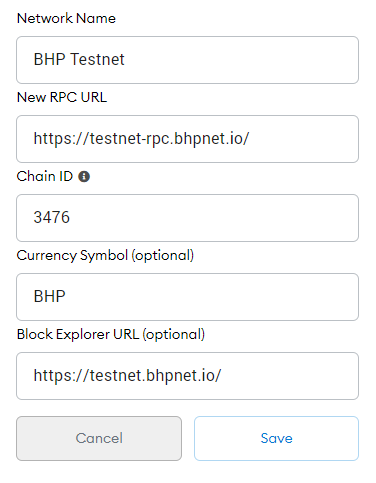 Network Name
BHP Testnet
New RPC URL
https://testnet-rpc.bhpnet.io/
Chain ID
3476
Currency Symbol (optional)
BHP
Block Explorer URL (optional)
https://testnet.bhpnet.io/
Cancel Save